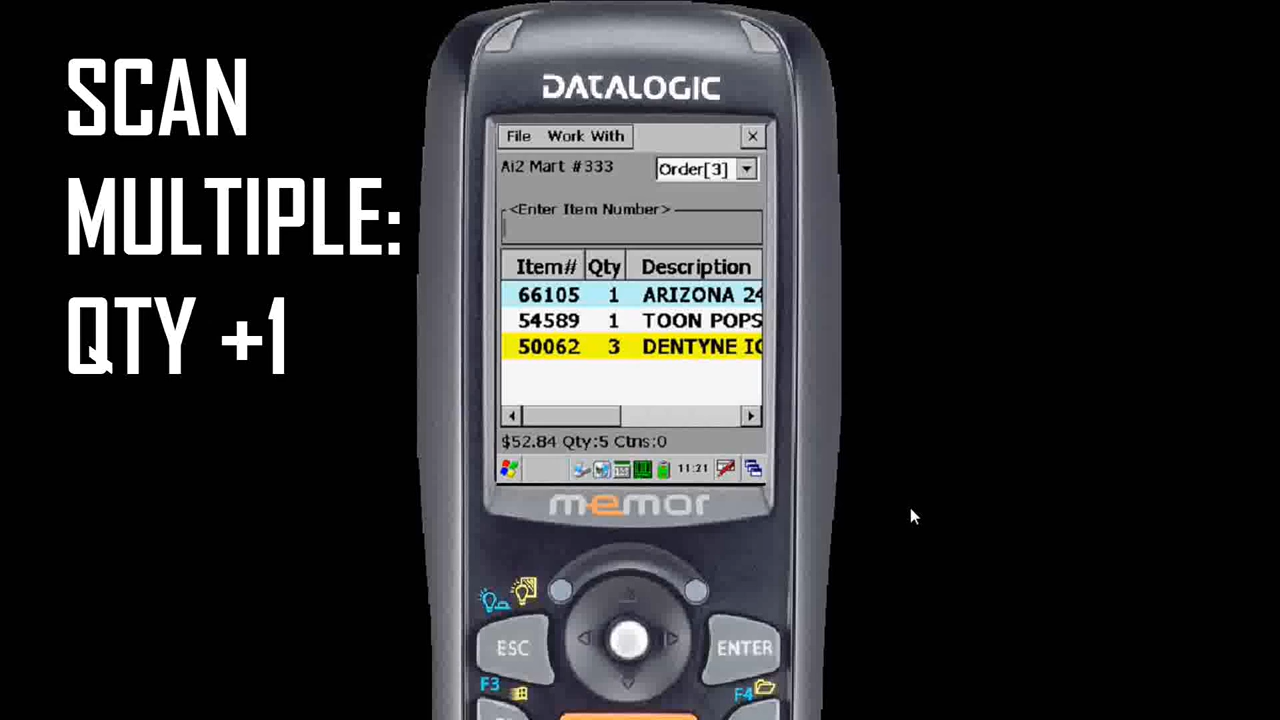 SCAN
MULTIPLE:
QTY +1
DATALOGIC
File Work With
Ai2 Mart #333 Order[3]
<Enter Item Number>
Item# Qty Description
66105 1 ARIZONA 24
54589 1 TOON POPS
50062 3 DENTYNE IC
$52.84 Qty:5 Ctns:0
11:21
memor
ESC
ENTER
F3
F4